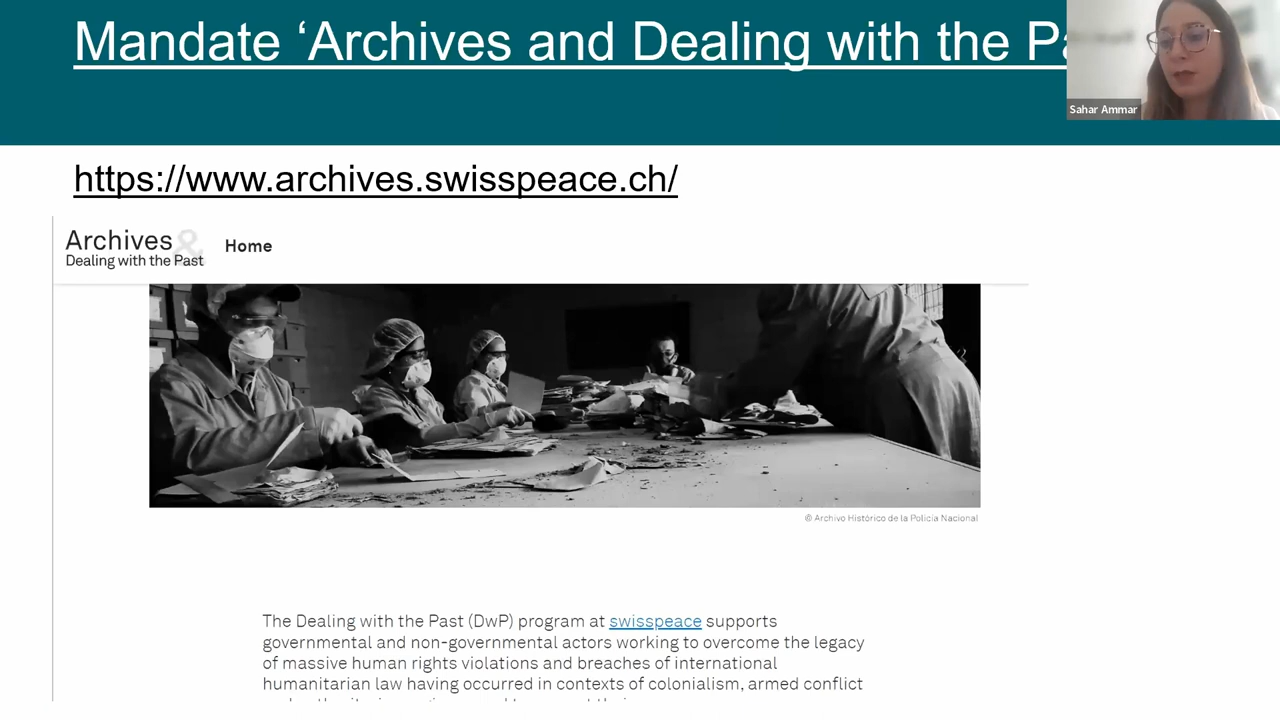 Mandate ‘Archives and Dealing with the
Sahar Ammar
https://www.archives.swisspeace.ch/
Archives &
Dealing with the Past
Home
© Archivo Histórico de la Policía Nacional
The Dealing with the Past (DwP) program at swisspeace supports
governmental and non-governmental actors working to overcome the legacy
of massive human rights violations and breaches of international
humanitarian law having occurred in contexts of colonialism, armed conflict